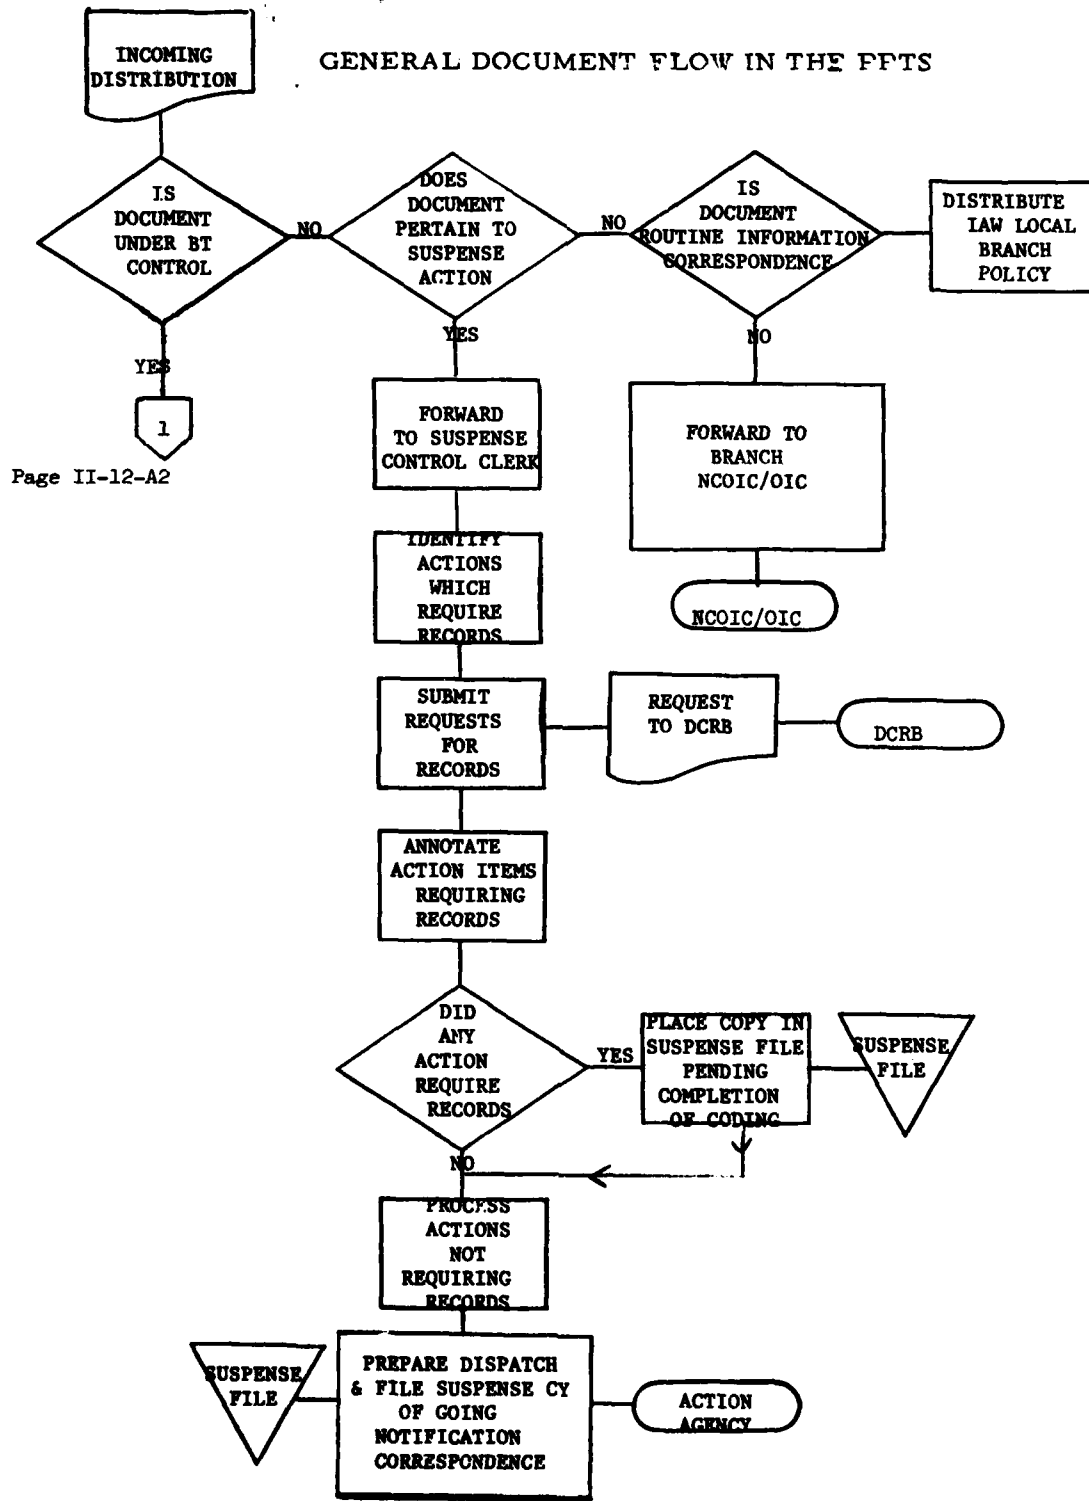 INCOMING
DISTRIBUTION
GENERAL DOCUMENT FLOW IN THE FFTS
IS
DOCUMENT
UNDER BT
CONTROL
NO
DOES
DOCUMENT
PERTAIN TO
SUSPENSE
ACTION
NO
IS
DOCUMENT
ROUTINE INFORMATION
CORRESPONDENCE
DISTRIBUTE
IAW LOCAL
BRANCH
POLICY
YES
1
Page II-12-A2
YES
NO
FORWARD
TO SUSPENSE
CONTROL CLERK
FORWARD TO
BRANCH
NCOIC/OIC
IDENTIFY
ACTIONS
WHICH
REQUIRE
RECORDS
NCOIC/OIC
SUBMIT
REQUESTS
FOR
RECORDS
REQUEST
TO DCRB
DCRB
ANNOTATE
ACTION ITEMS
REQUIRING
RECORDS
DID
ANY
ACTION
REQUIRE
RECORDS
YES
PLACE COPY IN
SUSPENSE FILE
PENDING
COMPLETION
OF CODING
SUSPENSE
FILE
NO
PROCESS
ACTIONS
NOT
REQUIRING
RECORDS
SUSPENSE
FILE
PREPARE DISPATCH
& FILE SUSPENSE CY
OF GOING
NOTIFICATION
CORRESPONDENCE
ACTION
AGENCY